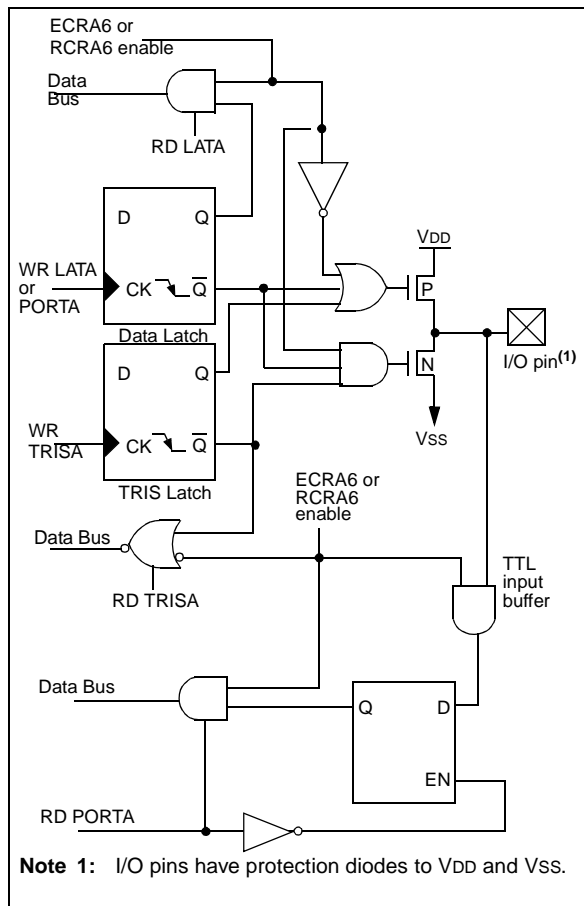 ECRA6 or
RCRA6 enable
Data
Bus
RD LATA
D
Q
WR LATA
or
PORTA
CK
Q
Data Latch
VDD
P
I/O pin(1)
N
VSS
D
Q
WR
TRISA
CK
Q
TRIS Latch
ECRA6 or
RCRA6
enable
Data Bus
RD TRISA
TTL
input
buffer
Data Bus
Q
D
EN
RD PORTA
Note 1: I/O pins have protection diodes to VDD and VSS.